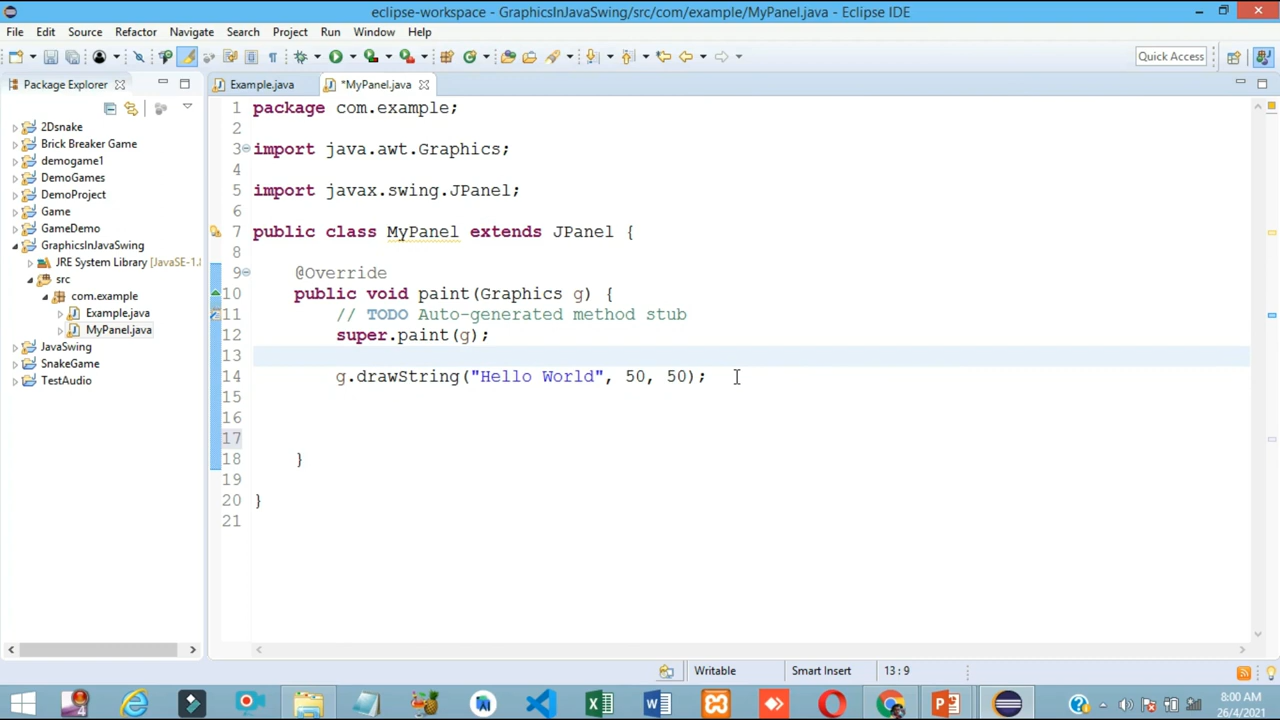 eclipse-workspace - GraphicsInJavaSwing/src/com/example/MyPanel.java - Eclipse IDE
File Edit Source Refactor Navigate Search Project Run Window Help
Quick Access
Package Explorer
Example.java
*MyPanel.java
2Dsnake
Brick Breaker Game
demogame1
DemoGames
DemoProject
Game
GameDemo
GraphicsInJavaSwing
JRE System Library [JavaSE-1.8
src
com.example
Example.java
MyPanel.java
JavaSwing
SnakeGame
TestAudio
1 package com.example;
2
3 import java.awt.Graphics;
4
5 import javax.swing.JPanel;
6
7 public class MyPanel extends JPanel {
8
9 @Override
10 public void paint(Graphics g) {
11 // TODO Auto-generated method stub
12 super.paint(g);
13
14 g.drawString("Hello World", 50, 50);
15
16
17
18 }
19
20 }
21
Writable Smart Insert 13 : 9
8:00 AM
26/4/2021